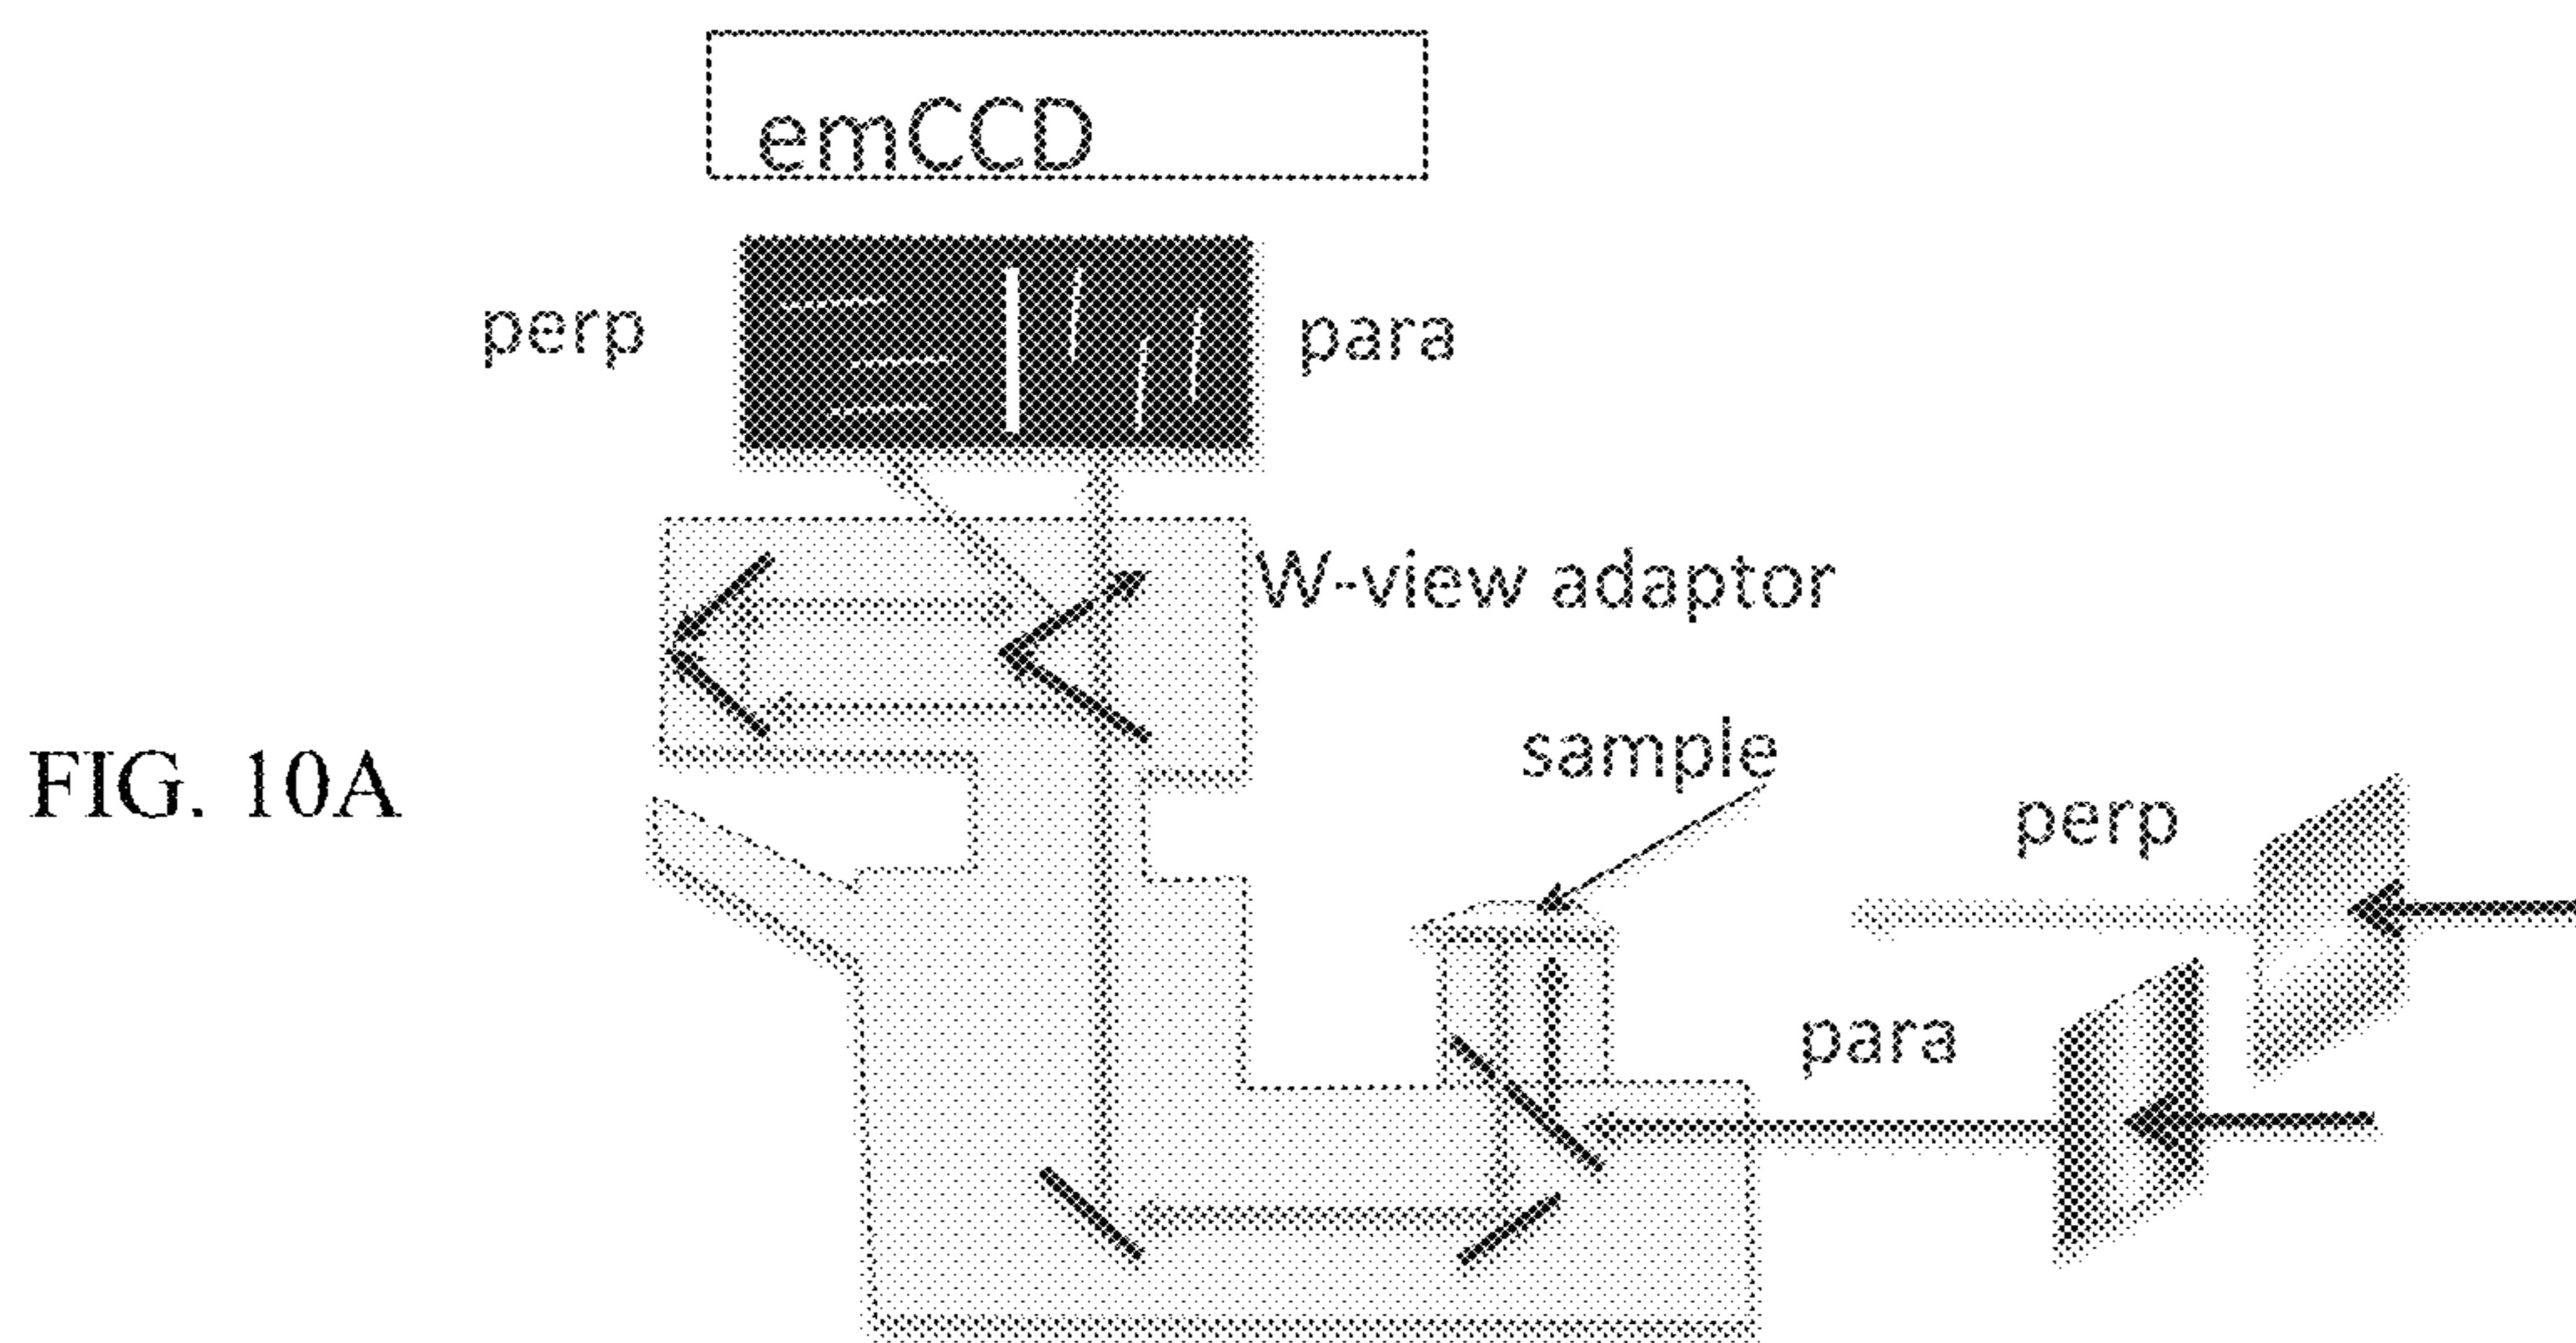 emCCD
perp
para
W-view adaptor
sample
FIG. 10A
perp
para